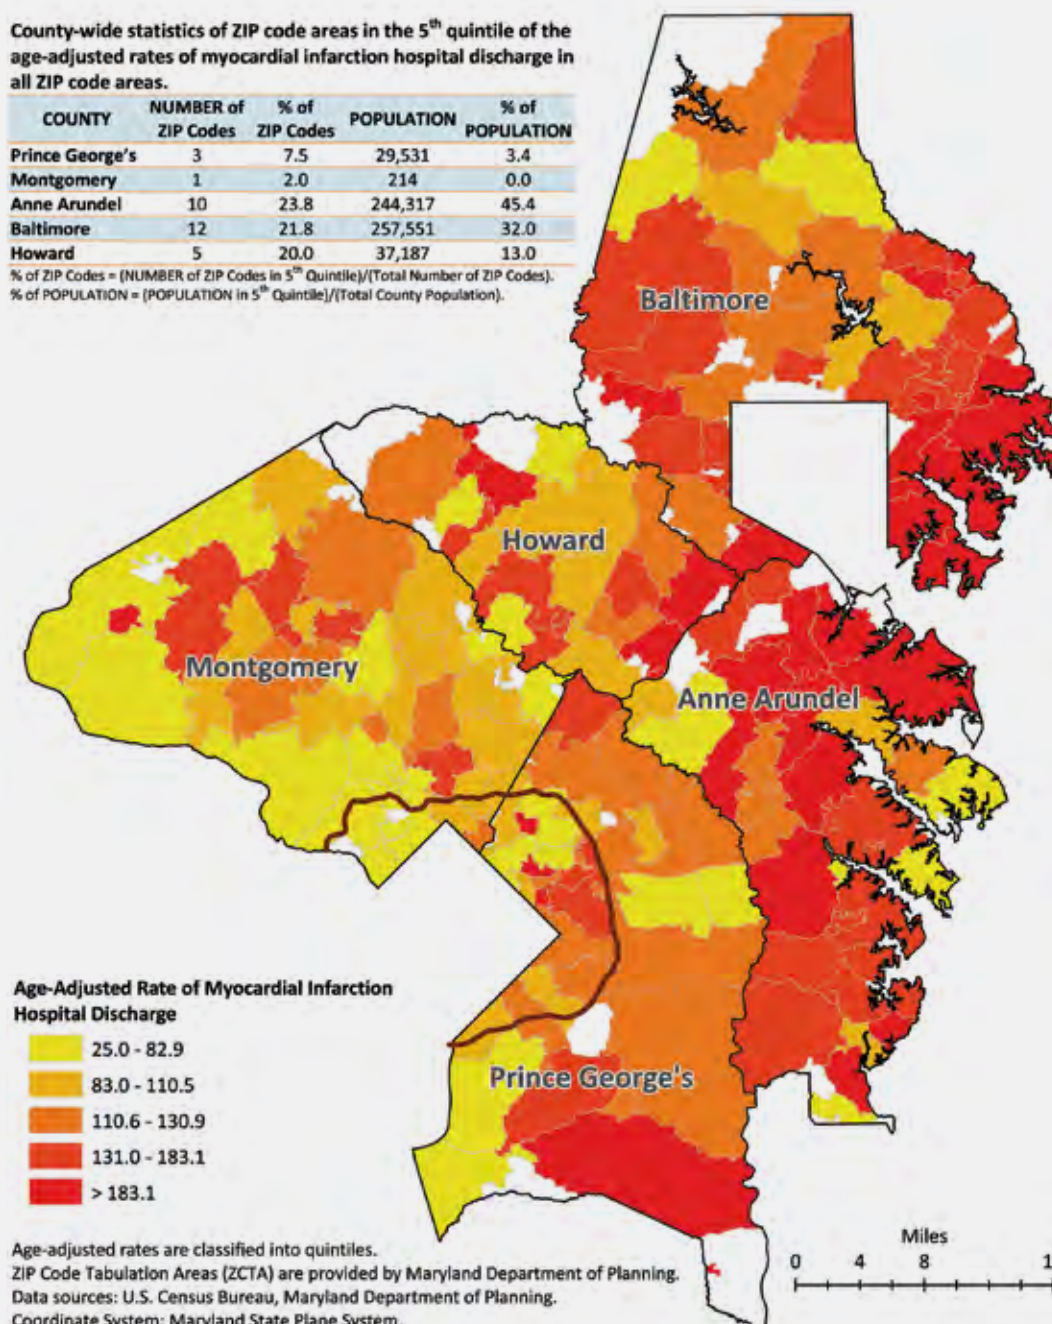 County-wide statistics of ZIP code areas in the 5th quintile of the
age-adjusted rates of myocardial infarction hospital discharge in
all ZIP code areas.
COUNTY NUMBER of ZIP Codes % of ZIP Codes POPULATION % of POPULATION
Prince George's 3 7.5 29,531 3.4
Montgomery 1 2.0 214 0.0
Anne Arundel 10 23.8 244,317 45.4
Baltimore 12 21.8 257,551 32.0
Howard 5 20.0 37,187 13.0
% of ZIP Codes = (NUMBER of ZIP Codes in 5th Quintile)/(Total Number of ZIP Codes).
% of POPULATION = (POPULATION in 5th Quintile)/(Total County Population).
Baltimore
Howard
Montgomery
Anne Arundel
Prince George's
Age-Adjusted Rate of Myocardial Infarction
Hospital Discharge
25.0 - 82.9
83.0 - 110.5
110.6 - 130.9
131.0 - 183.1
> 183.1
Age-adjusted rates are classified into quintiles.
ZIP Code Tabulation Areas (ZCTA) are provided by Maryland Department of Planning.
Data sources: U.S. Census Bureau, Maryland Department of Planning.
Coordinate System: Maryland State Plane System.
Miles
0 4 8